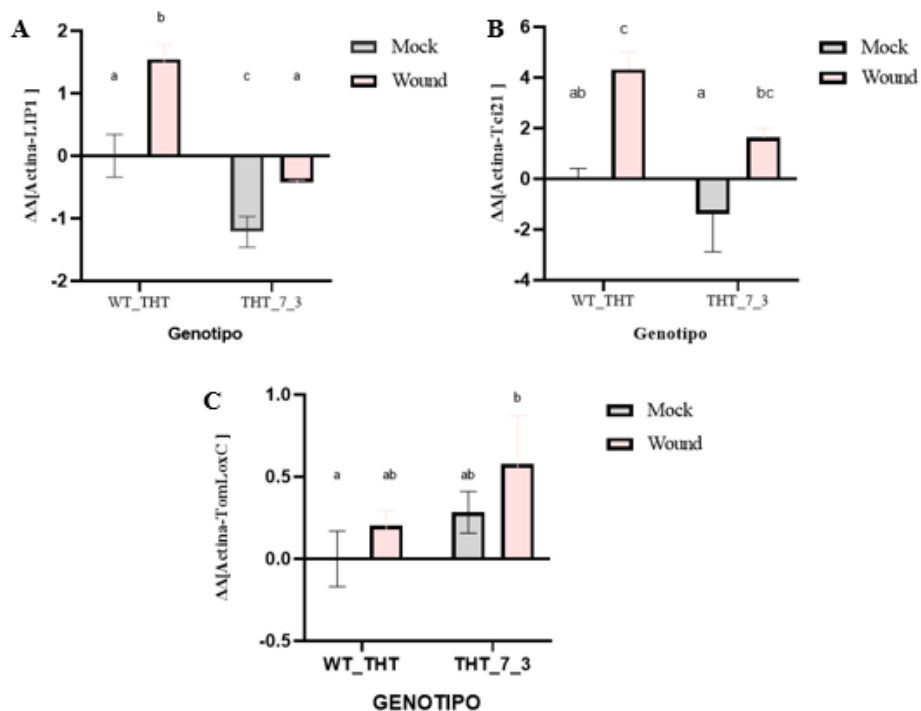 A
ΔΔ[Actina-LIP1 ]
2
1
0
-1
-2
a
b
c
a
WT_THT
THT_7_3
Genotipo
Mock
Wound
B
ΔΔ[Actina-Tci21 ]
6
4
2
0
-2
-4
ab
c
a
bc
WT_THT
THT_7_3
Genotipo
Mock
Wound
C
ΔΔ[Actina-TomLoxC ]
1.0
0.5
0.0
-0.5
a
ab
ab
b
WT_THT
THT_7_3
GENOTIPO
Mock
Wound